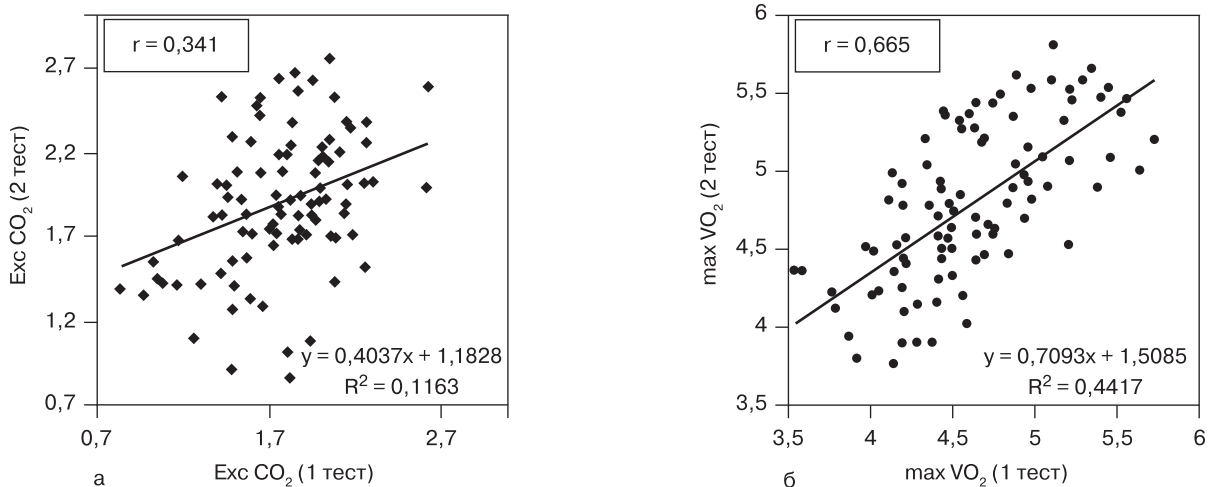 r = 0,341
2,7
2,2
1,7
1,2
0,7
Exc CO₂ (2 тест)
y = 0,4037x + 1,1828
R² = 0,1163
0,7 1,7 2,7
а Exc CO₂ (1 тест)
r = 0,665
6
5,5
5
4,5
4
3,5
max VO₂ (2 тест)
y = 0,7093x + 1,5085
R² = 0,4417
3,5 4 4,5 5 5,5 6
б max VO₂ (1 тест)